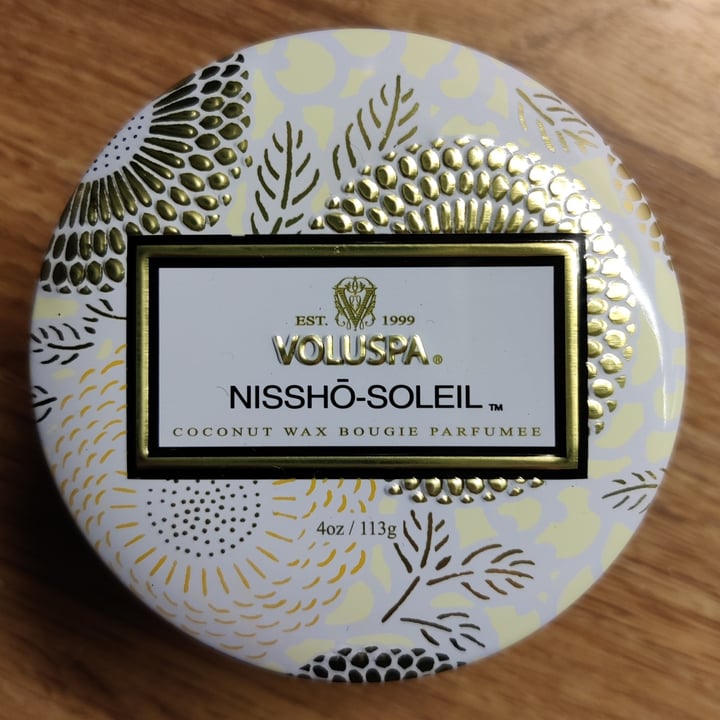 EST. 1999
VOLUSPA®
NISSHŌ-SOLEIL™
COCONUT WAX BOUGIE PARFUMEE
4oz / 113g